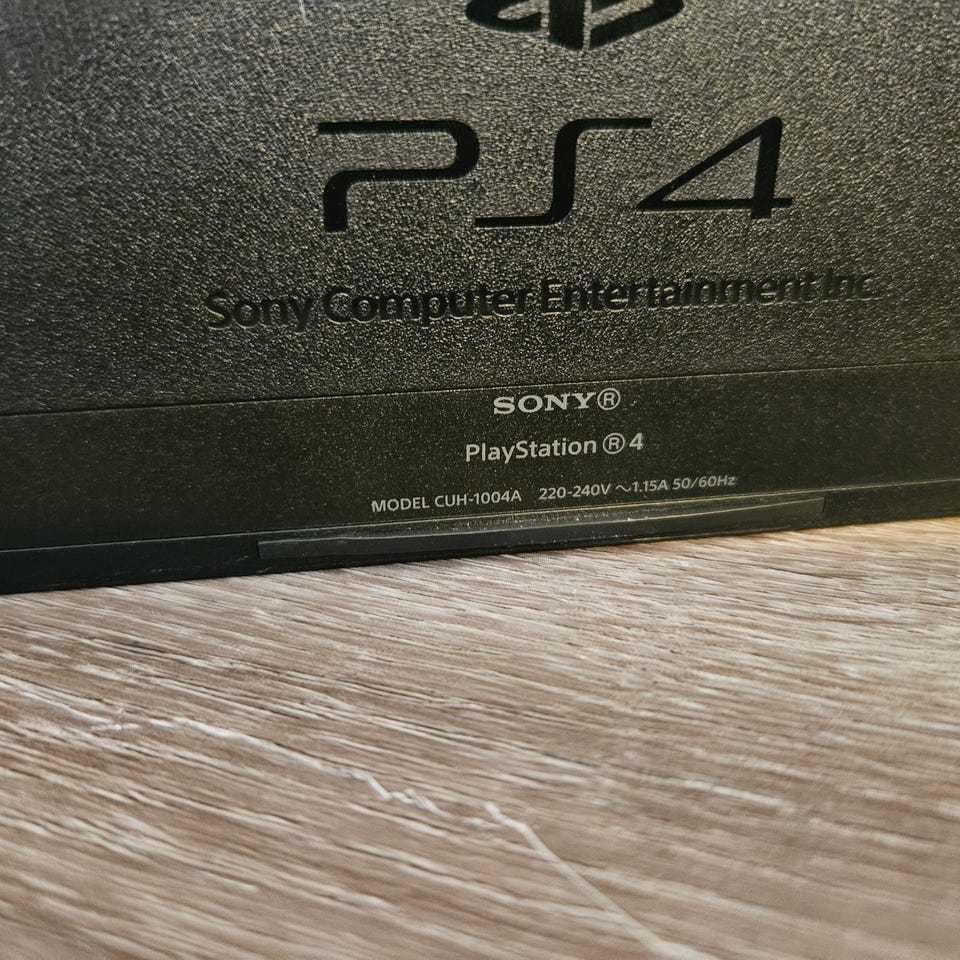 PS4
Sony Computer Entertainment Inc.
SONY®
PlayStation ® 4
MODEL CUH-1004A 220-240V ~1.15A 50/60Hz